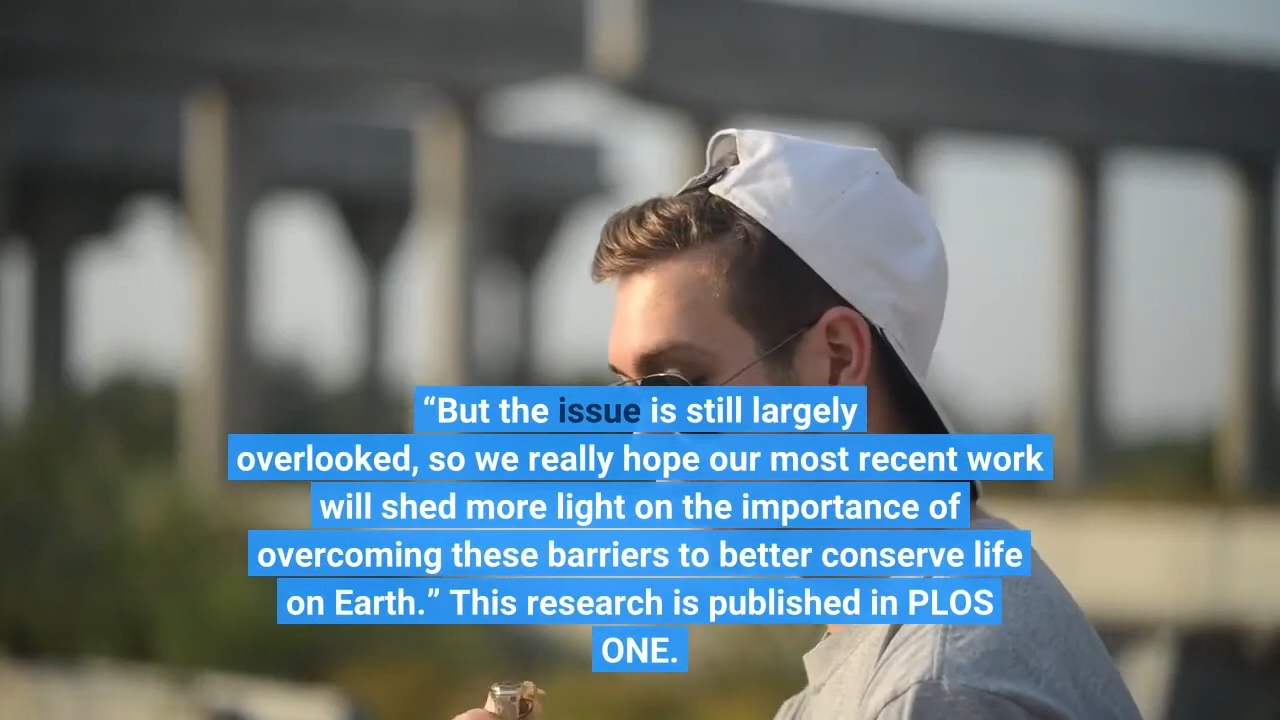 “But the issue is still largely
overlooked, so we really hope our most recent work
will shed more light on the importance of
overcoming these barriers to better conserve life
on Earth.” This research is published in PLOS
ONE.